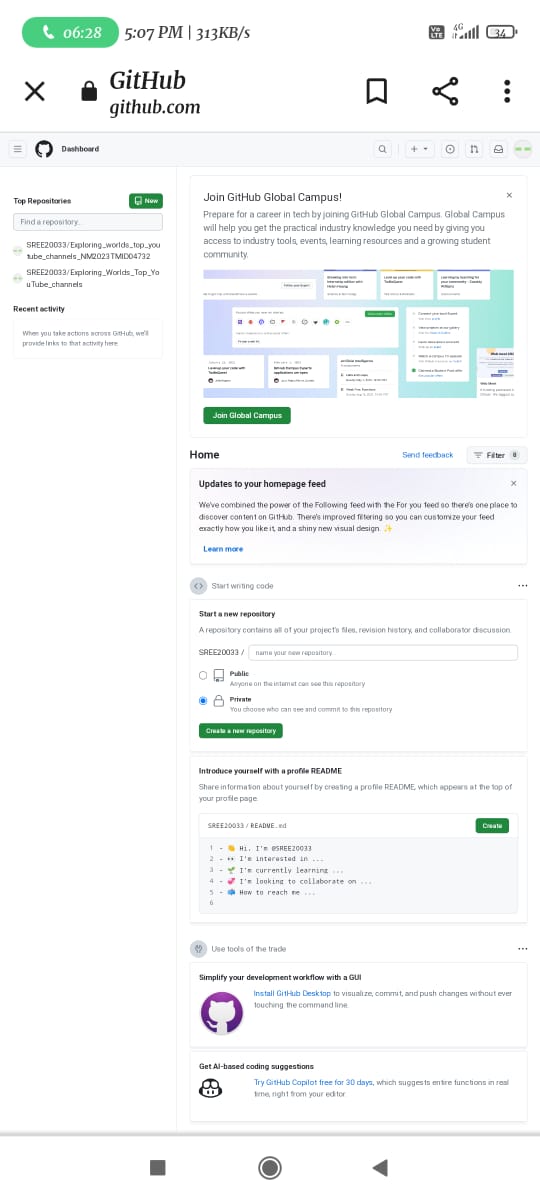 06:28 5:07 PM | 313KB/s Vo LTE 4G 34
GitHub
github.com
Dashboard
Top Repositories
New
Find a repository...
SREE20033/Exploring_worlds_top_you
tube_channels_NM2023TMID04732
SREE20033/Exploring_Worlds_Top_Yo
uTube_channels
Recent activity
When you take actions across GitHub, we'll
provide links to that activity here.
Join GitHub Global Campus!
Prepare for a career in tech by joining GitHub Global Campus. Global Campus
will help you get the practical industry knowledge you need by giving you
access to industry tools, events, learning resources and a growing student
community.
Join Global Campus
Home
Send feedback
Filter 8
Updates to your homepage feed
We've combined the power of the Following feed with the For you feed so there's one place to
discover content on GitHub. There's improved filtering so you can customize your feed
exactly how you like it, and a shiny new visual design. ✨
Learn more
Start writing code
Start a new repository
A repository contains all of your project's files, revision history, and collaborator discussion.
SREE20033 / name your new repository...
Public
Anyone on the internet can see this repository
Private
You choose who can see and commit to this repository
Create a new repository
Introduce yourself with a profile README
Share information about yourself by creating a profile README, which appears at the top of
your profile page.
SREE20033 / README.md
Create
1 - 👋 Hi, I'm @SREE20033
2 - 👀 I'm interested in ...
3 - 🌱 I'm currently learning ...
4 - 💞️ I'm looking to collaborate on ...
5 - 📫 How to reach me ...
6
Use tools of the trade
Simplify your development workflow with a GUI
Install GitHub Desktop to visualize, commit, and push changes without ever
touching the command line.
Get AI-based coding suggestions
Try GitHub Copilot free for 30 days, which suggests entire functions in real
time, right from your editor.